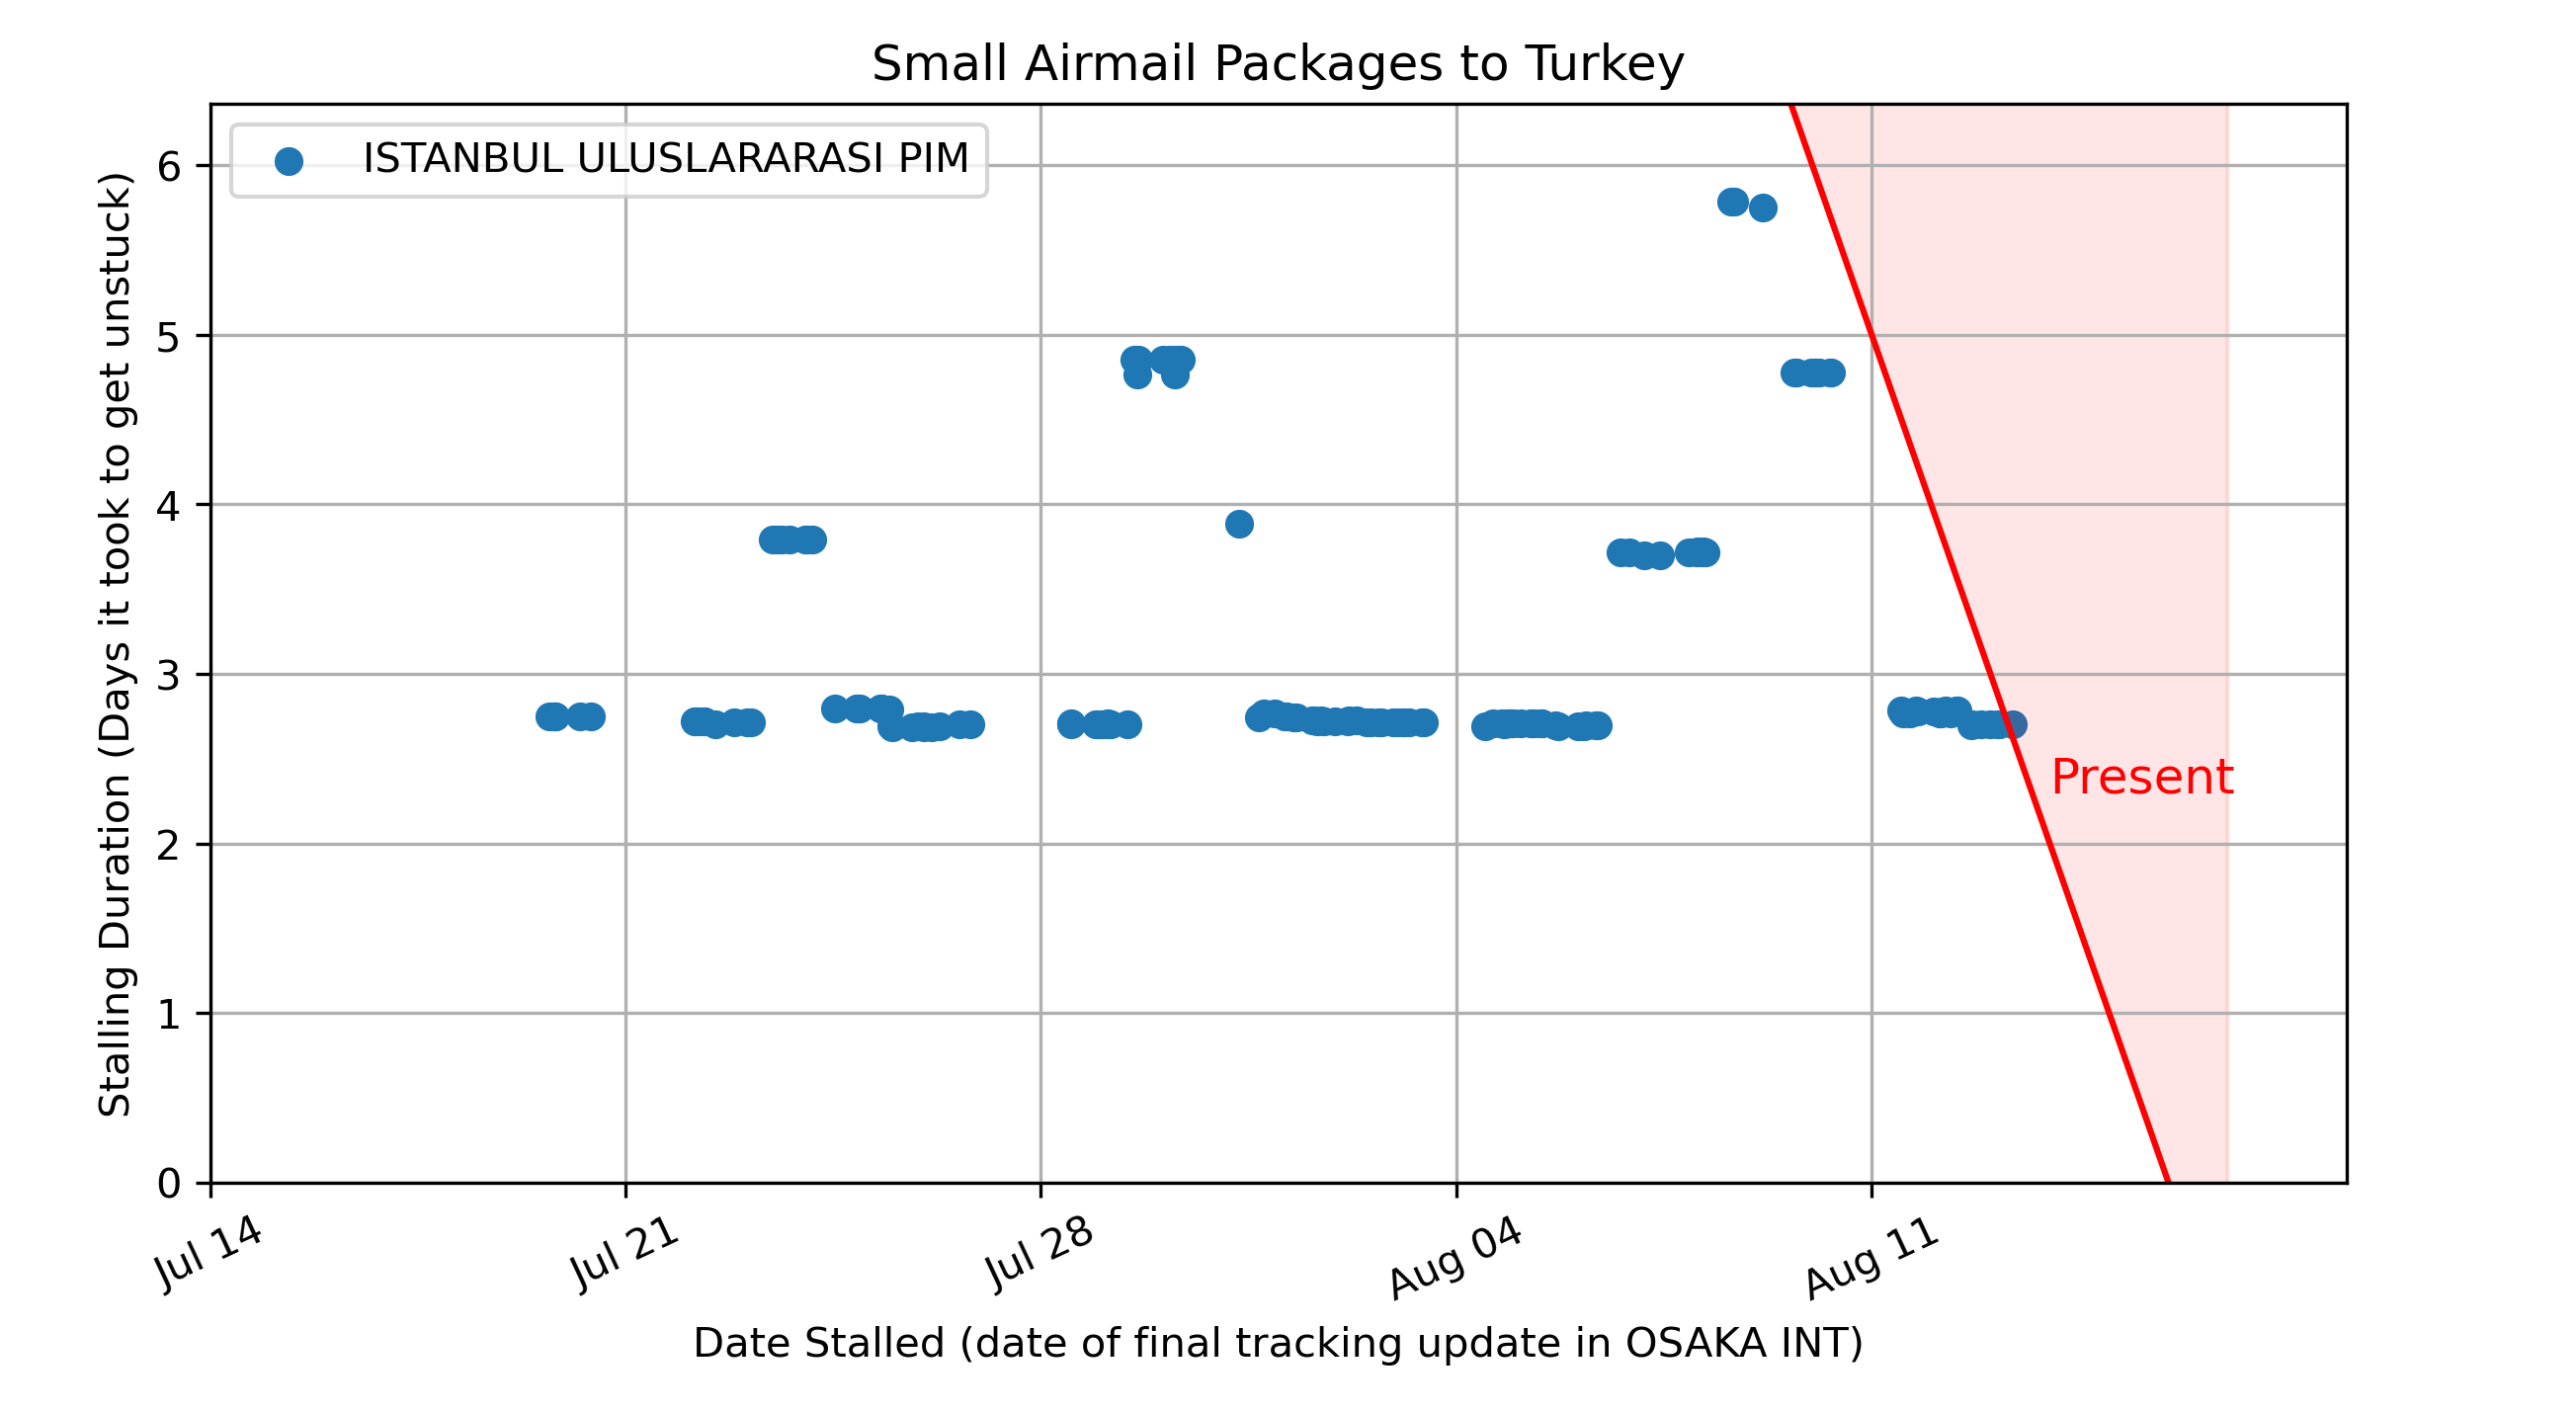 Small Airmail Packages to Turkey
ISTANBUL ULUSLARARASI PIM
Stalling Duration (Days it took to get unstuck)
6
5
4
3
2
1
0
Present
Jul 14
Jul 21
Jul 28
Aug 04
Aug 11
Date Stalled (date of final tracking update in OSAKA INT)